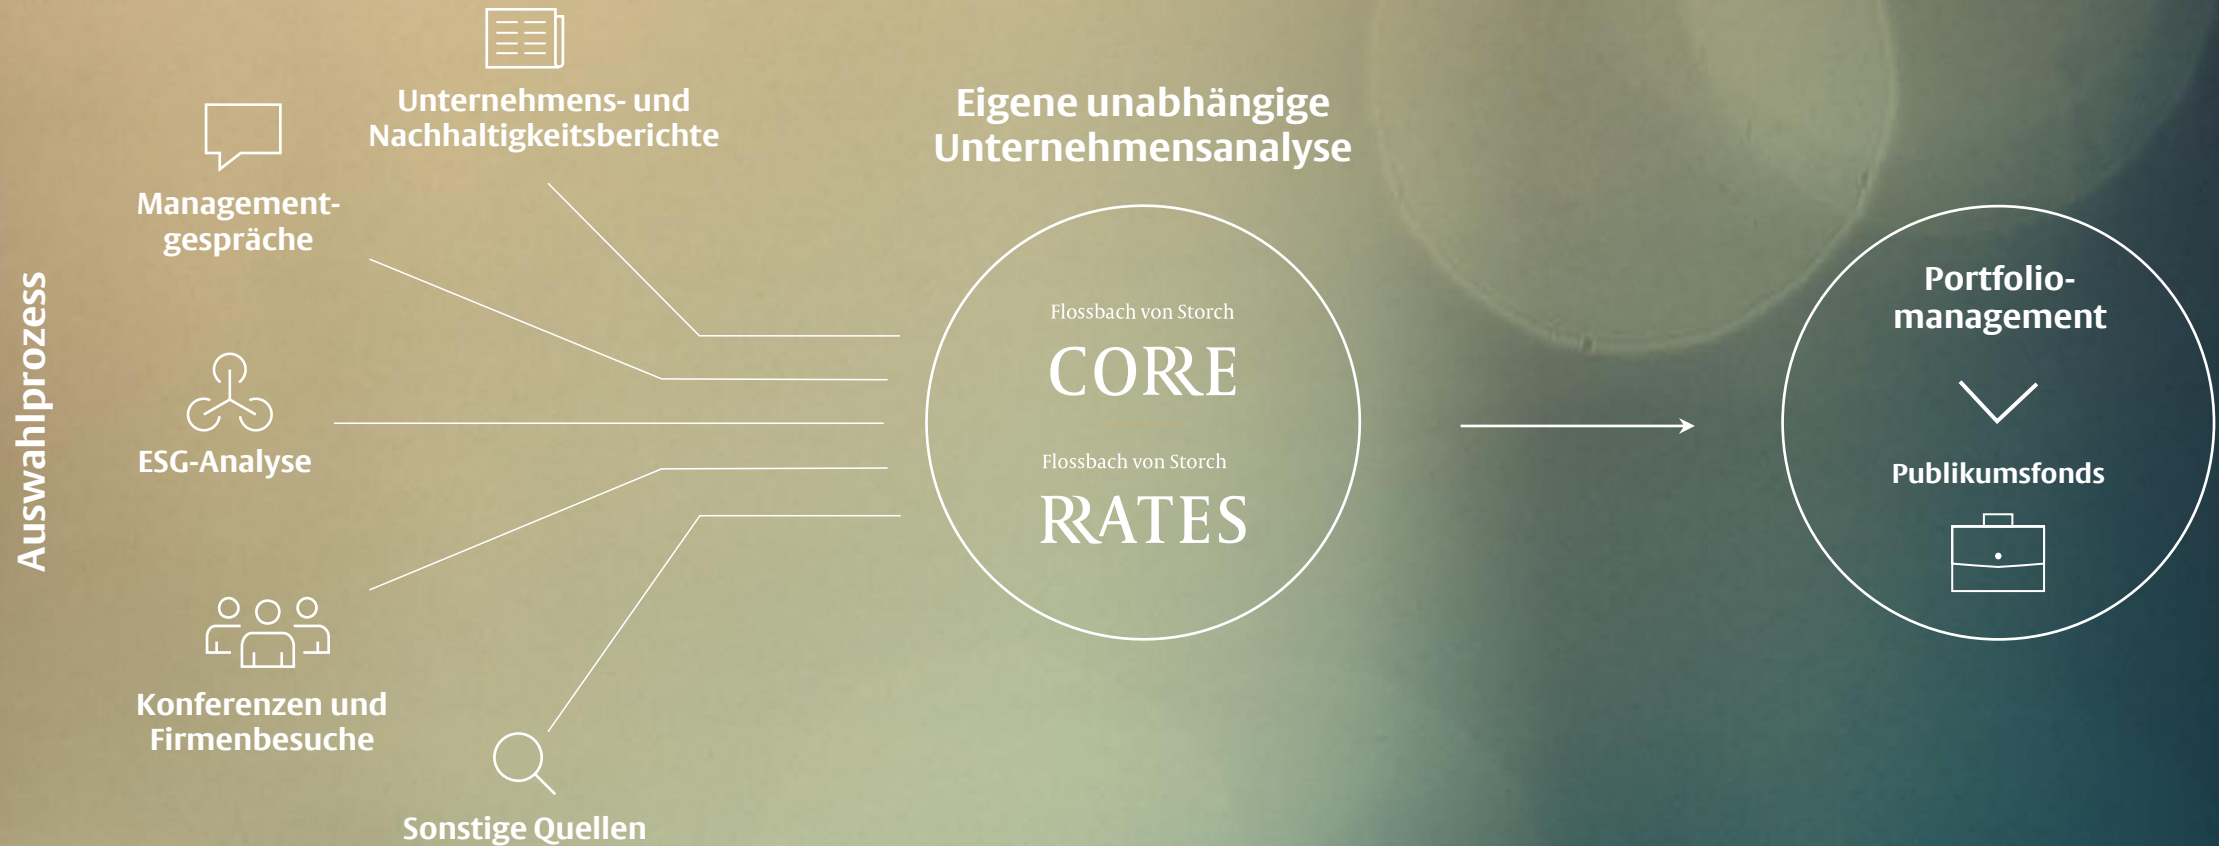 Auswahlprozess
Unternehmens- und
Nachhaltigkeitsberichte
Management-
gespräche
ESG-Analyse
Konferenzen und
Firmenbesuche
Sonstige Quellen
Eigene unabhängige
Unternehmensanalyse
Flossbach von Storch
CORRE
Flossbach von Storch
RRATES
Portfolio-
management
Publikumsfonds